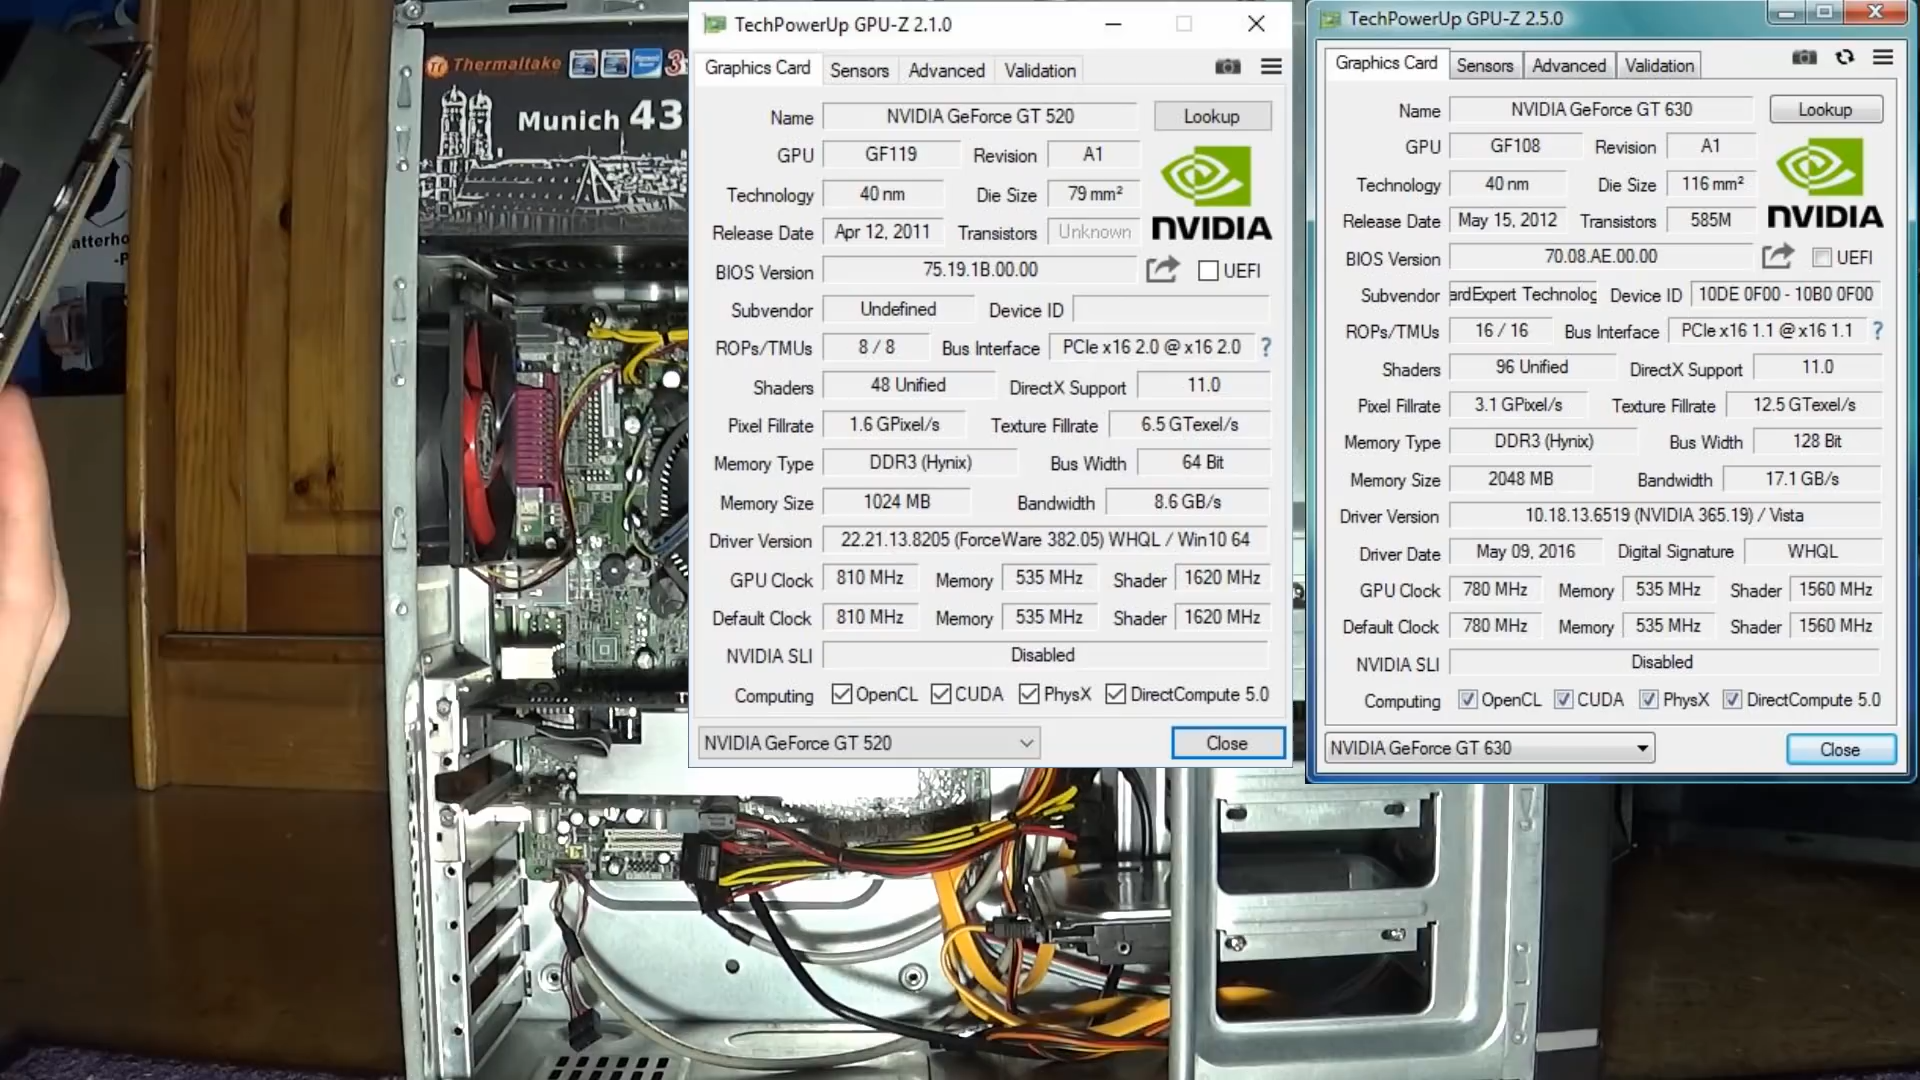 Thermaltake
3
Munich 43
atterho
-P
TechPowerUp GPU-Z 2.1.0
Graphics Card Sensors Advanced Validation
Name NVIDIA GeForce GT 520 Lookup
GPU GF119 Revision A1
Technology 40 nm Die Size 79 mm²
Release Date Apr 12, 2011 Transistors Unknown
NVIDIA
BIOS Version 75.19.1B.00.00 UEFI
Subvendor Undefined Device ID
ROPs/TMUs 8 / 8 Bus Interface PCIe x16 2.0 @ x16 2.0 ?
Shaders 48 Unified DirectX Support 11.0
Pixel Fillrate 1.6 GPixel/s Texture Fillrate 6.5 GTexel/s
Memory Type DDR3 (Hynix) Bus Width 64 Bit
Memory Size 1024 MB Bandwidth 8.6 GB/s
Driver Version 22.21.13.8205 (ForceWare 382.05) WHQL / Win10 64
GPU Clock 810 MHz Memory 535 MHz Shader 1620 MHz
Default Clock 810 MHz Memory 535 MHz Shader 1620 MHz
NVIDIA SLI Disabled
Computing OpenCL CUDA PhysX DirectCompute 5.0
NVIDIA GeForce GT 520 Close
TechPowerUp GPU-Z 2.5.0
Graphics Card Sensors Advanced Validation
Name NVIDIA GeForce GT 630 Lookup
GPU GF108 Revision A1
Technology 40 nm Die Size 116 mm²
Release Date May 15, 2012 Transistors 585M
NVIDIA
BIOS Version 70.08.AE.00.00 UEFI
Subvendor ardExpert Technolog Device ID 10DE 0F00 - 10B0 0F00
ROPs/TMUs 16 / 16 Bus Interface PCIe x16 1.1 @ x16 1.1 ?
Shaders 96 Unified DirectX Support 11.0
Pixel Fillrate 3.1 GPixel/s Texture Fillrate 12.5 GTexel/s
Memory Type DDR3 (Hynix) Bus Width 128 Bit
Memory Size 2048 MB Bandwidth 17.1 GB/s
Driver Version 10.18.13.6519 (NVIDIA 365.19) / Vista
Driver Date May 09, 2016 Digital Signature WHQL
GPU Clock 780 MHz Memory 535 MHz Shader 1560 MHz
Default Clock 780 MHz Memory 535 MHz Shader 1560 MHz
NVIDIA SLI Disabled
Computing OpenCL CUDA PhysX DirectCompute 5.0
NVIDIA GeForce GT 630 Close